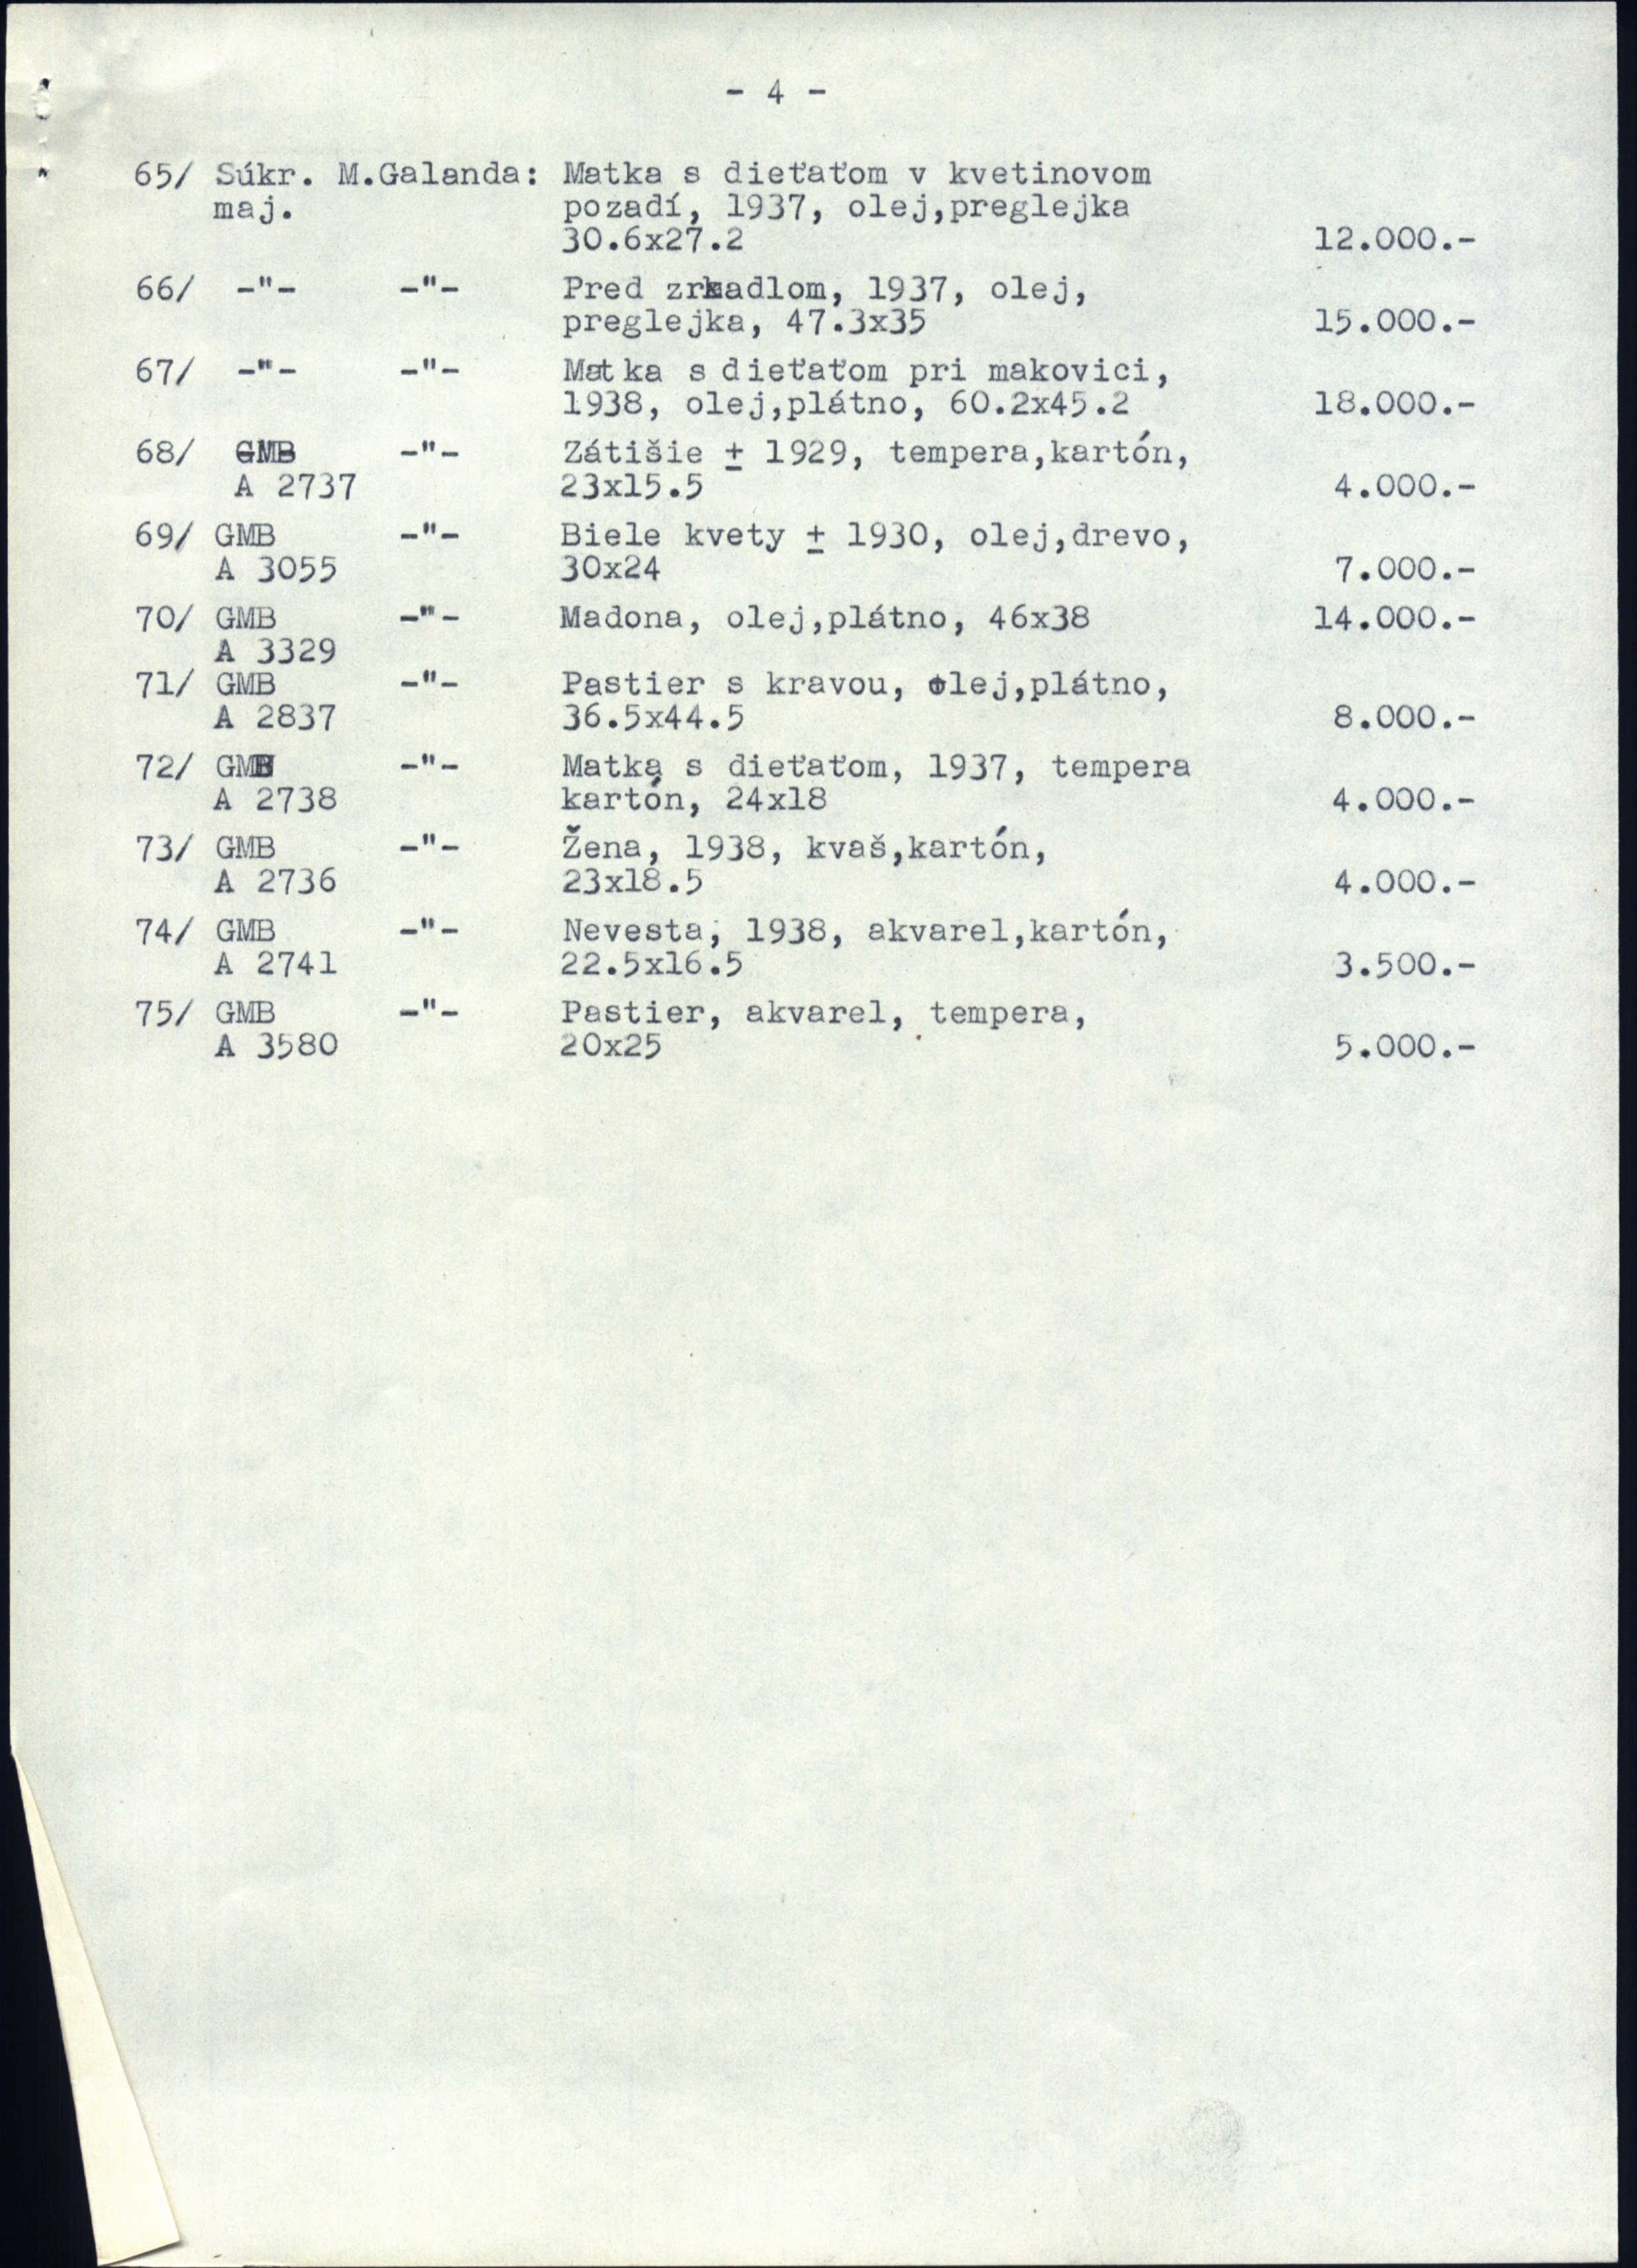 - 4 -
65/ Súkr. M.Galanda: Matka s dieťaťom v kvetinovom
maj. pozadí, 1937, olej,preglejka
30.6x27.2 12.000.-
66/ -"- -"- Pred zrkadlom, 1937, olej,
preglejka, 47.3x35 15.000.-
67/ -"- -"- Matka s dieťaťom pri makovici,
1938, olej,plátno, 60.2x45.2 18.000.-
68/ GMB -"- Zátišie ± 1929, tempera,kartón,
A 2737 23x15.5 4.000.-
69/ GMB -"- Biele kvety ± 1930, olej,drevo,
A 3055 30x24 7.000.-
70/ GMB -"- Madona, olej,plátno, 46x38 14.000.-
A 3329
71/ GMB -"- Pastier s kravou, olej,plátno,
A 2837 36.5x44.5 8.000.-
72/ GMB -"- Matka s dieťaťom, 1937, tempera
A 2738 kartón, 24x18 4.000.-
73/ GMB -"- Žena, 1938, kvaš,kartón,
A 2736 23x18.5 4.000.-
74/ GMB -"- Nevesta, 1938, akvarel,kartón,
A 2741 22.5x16.5 3.500.-
75/ GMB -"- Pastier, akvarel, tempera,
A 3580 20x25 5.000.-